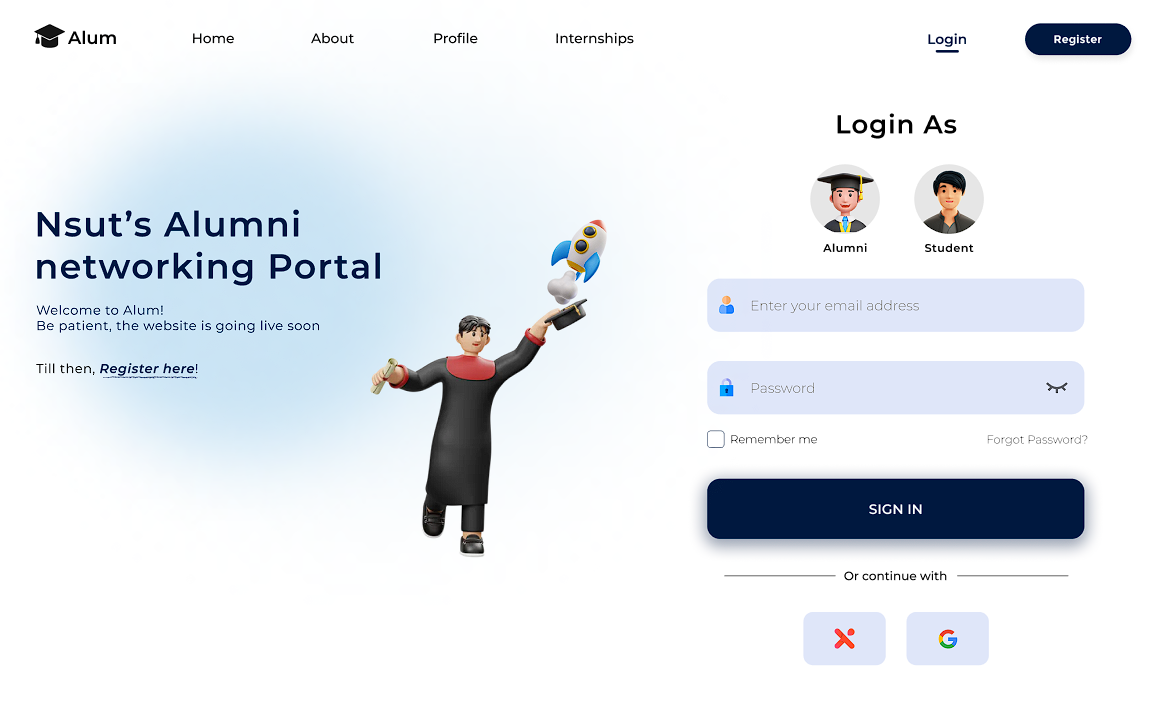 Alum
Home
About
Profile
Internships
Login
Register
Nsut’s Alumni
networking Portal
Welcome to Alum!
Be patient, the website is going live soon
Till then, Register here!
Login As
Alumni
Student
Enter your email address
Password
Remember me
Forgot Password?
SIGN IN
Or continue with